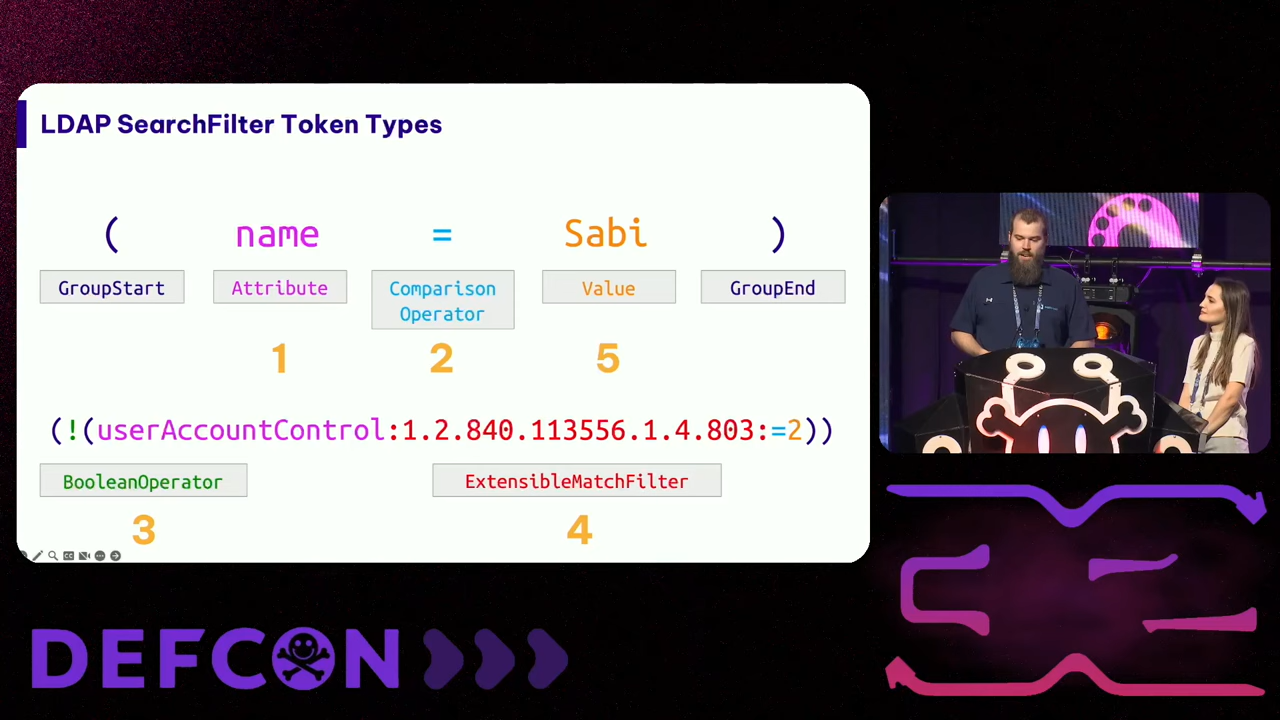 LDAP SearchFilter Token Types
( name = Sabi )
GroupStart Attribute Comparison Operator Value GroupEnd
1 2 5
(!(userAccountControl:1.2.840.113556.1.4.803:=2))
BooleanOperator ExtensibleMatchFilter
3 4
DEFCON